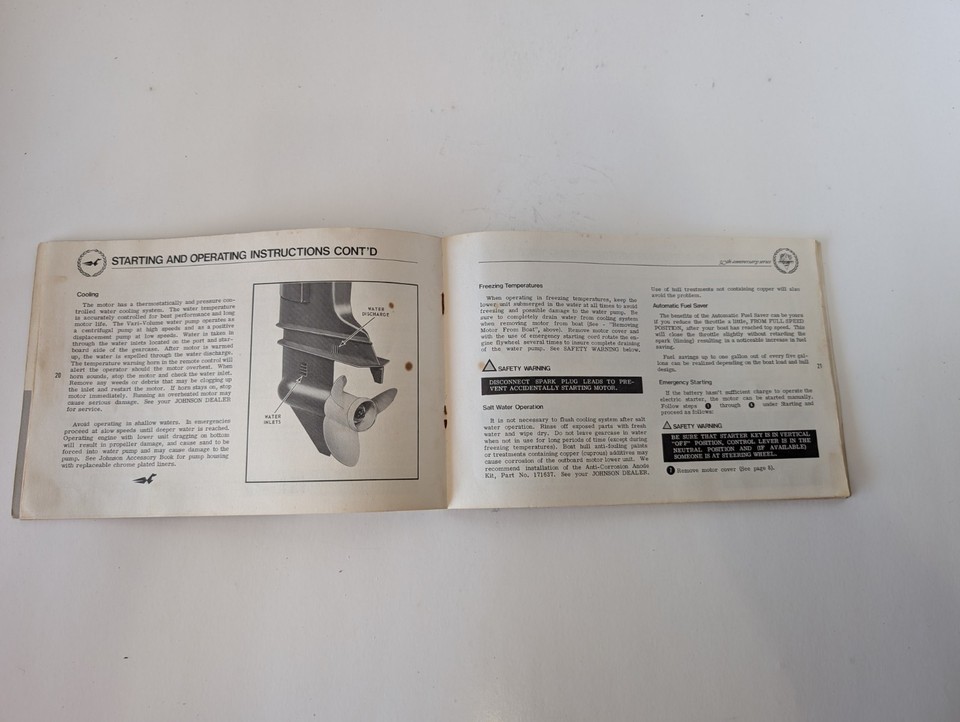 STARTING AND OPERATING INSTRUCTIONS CONT'D
Cooling
The motor has a thermostatically and pressure con-
trolled water cooling system. The water temperature
is accurately controlled for best performance and long
motor life. The Vari-Volume water pump operates as
a centrifugal pump at high speeds and as a positive
displacement pump at low speeds. Water is taken in
through the water inlets located on the port and star-
board side of the gearcase. After motor is warmed
up, the water is expelled through the water discharge.
The temperature warning horn in the remote control will
alert the operator should the motor overheat. When
horn sounds, stop the motor and check the water inlet.
Remove any weeds or debris that may be clogging up
the inlet and restart the motor. If horn stays on, stop
motor immediately. Running an overheated motor may
cause serious damage. See your JOHNSON DEALER
for service.
Avoid operating in shallow waters. In emergencies
proceed at slow speeds until deeper water is reached.
Operating engine with lower unit dragging on bottom
will result in propeller damage, and cause sand to be
forced into water pump and may cause damage to the
pump. See Johnson Accessory Book for pump housing
with replaceable chrome plated liners.
20
WATER
DISCHARGE
WATER
INLETS
Freezing Temperatures
When operating in freezing temperatures, keep the
lower unit submerged in the water at all times to avoid
freezing and possible damage to the water pump. Be
sure to completely drain water from cooling system
when removing motor from boat (See - "Removing
Motor From Boat", above). Remove motor cover and
with the use of emergency starting cord rotate the en-
gine flywheel several times to insure complete draining
of the water pump. See SAFETY WARNING below.
SAFETY WARNING
DISCONNECT SPARK PLUG LEADS TO PRE-
VENT ACCIDENTALLY STARTING MOTOR.
Salt Water Operation
It is not necessary to flush cooling system after salt
water operation. Rinse off exposed parts with fresh
water and wipe dry. Do not leave gearcase in water
when not in use for long periods of time (except during
freezing temperatures). Boat hull anti-fouling paints
or treatments containing copper (cuprous) additives may
cause corrosion of the outboard motor lower unit. We
recommend installation of the Anti-Corrosion Anode
Kit, Part No. 171637. See your JOHNSON DEALER.
Use of hull treatments not containing copper will also
avoid the problem.
Automatic Fuel Saver
The benefits of the Automatic Fuel Saver can be yours
if you reduce the throttle a little, FROM FULL SPEED
POSITION, after your boat has reached top speed. This
will close the throttle slightly without retarding the
spark (timing) resulting in a noticeable increase in fuel
saving.
Fuel savings up to one gallon out of every five gal-
lons can be realized depending on the boat load and hull
design.
21
Emergency Starting
If the battery hasn't sufficient charge to operate the
electric starter, the motor can be started manually.
Follow steps through under Starting and
proceed as follows:
SAFETY WARNING
BE SURE THAT STARTER KEY IS IN VERTICAL
"OFF" POSITION, CONTROL LEVER IS IN THE
NEUTRAL POSITION AND (IF AVAILABLE)
SOMEONE IS AT STEERING WHEEL.
1 Remove motor cover (See page 5).